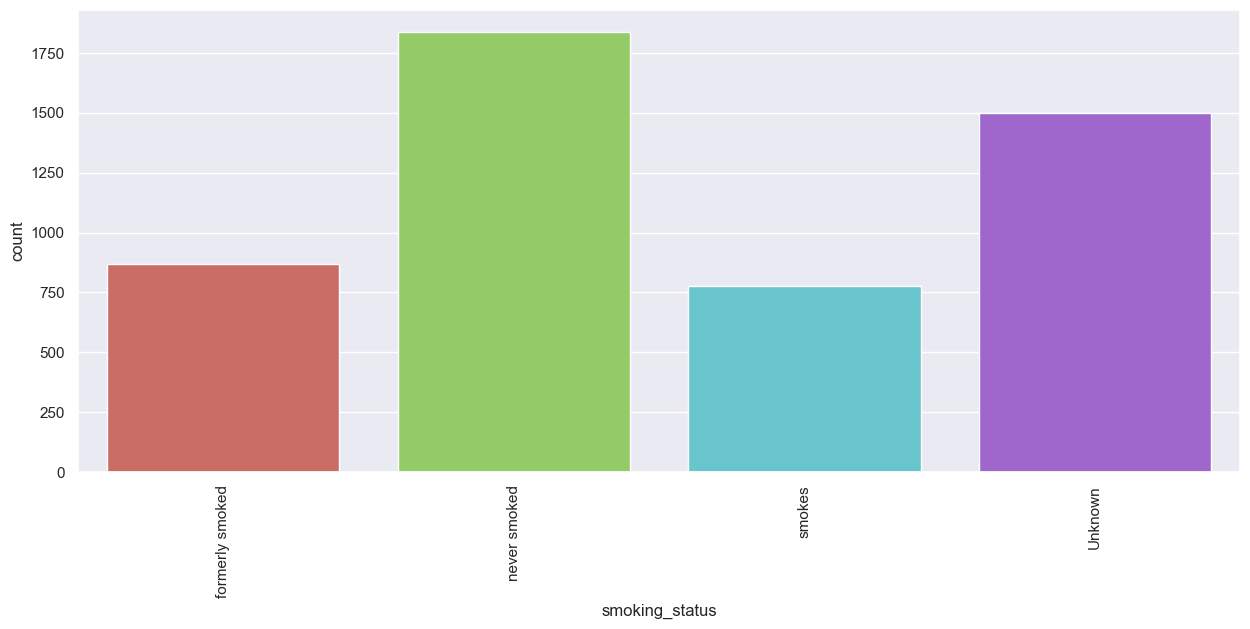 1750
1500
1250
1000
750
500
250
0
count
formerly smoked
never smoked
smokes
Unknown
smoking_status